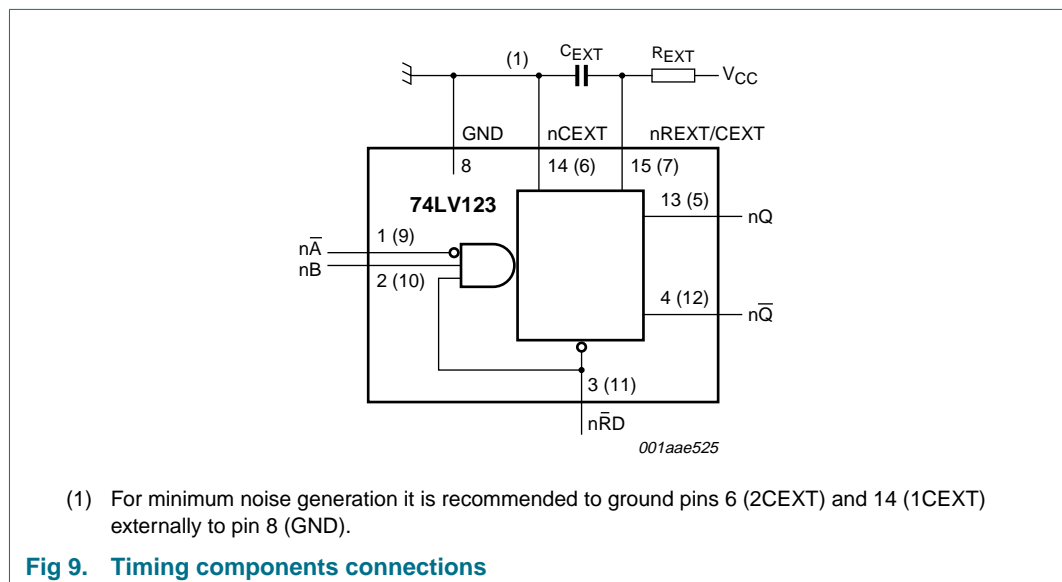 (1) CEXT REXT
VCC
GND nCEXT nREXT/CEXT
8 14 (6) 15 (7)
74LV123 13 (5)
nQ
nA̅ 1 (9)
nB 2 (10)
4 (12) nQ̅
3 (11)
nR̅D
001aae525
(1) For minimum noise generation it is recommended to ground pins 6 (2CEXT) and 14 (1CEXT)
externally to pin 8 (GND).
Fig 9. Timing components connections